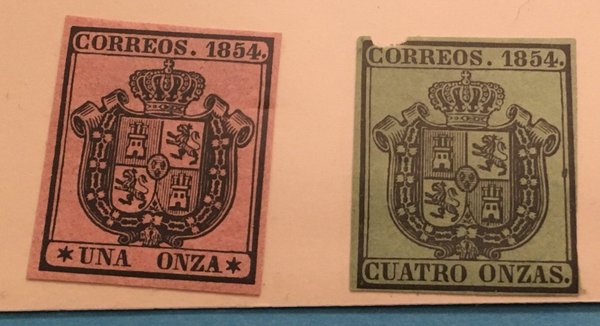 CORREOS. 1854.
* UNA ONZA *
CORREOS. 1854.
CUATRO ONZAS.